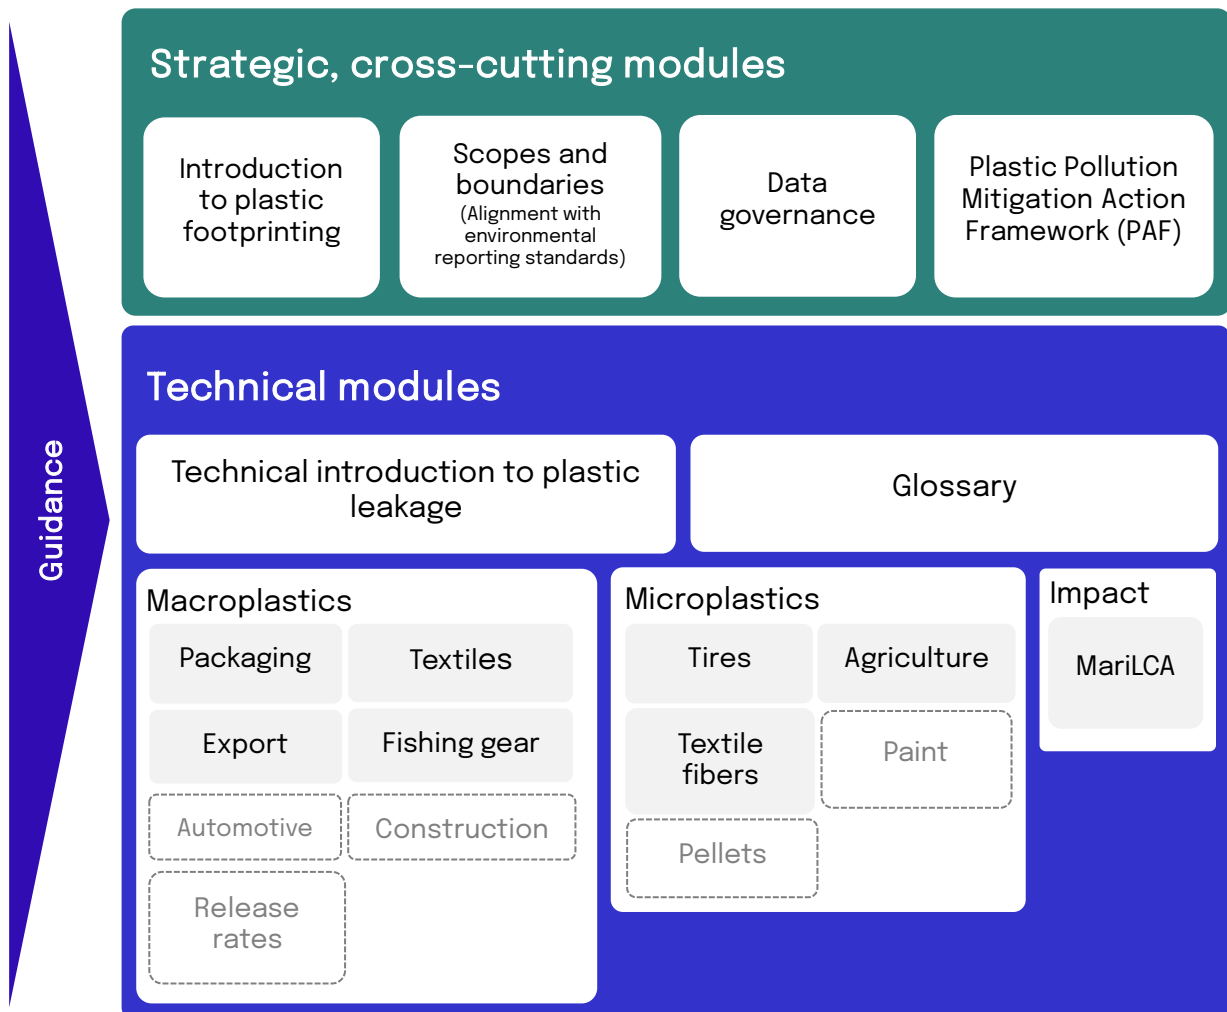 Guidance
Strategic, cross-cutting modules
Introduction
to plastic
footprinting
Scopes and
boundaries
(Alignment with
environmental
reporting standards)
Data
governance
Plastic Pollution
Mitigation Action
Framework (PAF)
Technical modules
Technical introduction to plastic
leakage
Glossary
Macroplastics
Packaging
Textiles
Export
Fishing gear
Automotive
Construction
Release
rates
Microplastics
Tires
Agriculture
Textile
fibers
Paint
Pellets
Impact
MariLCA